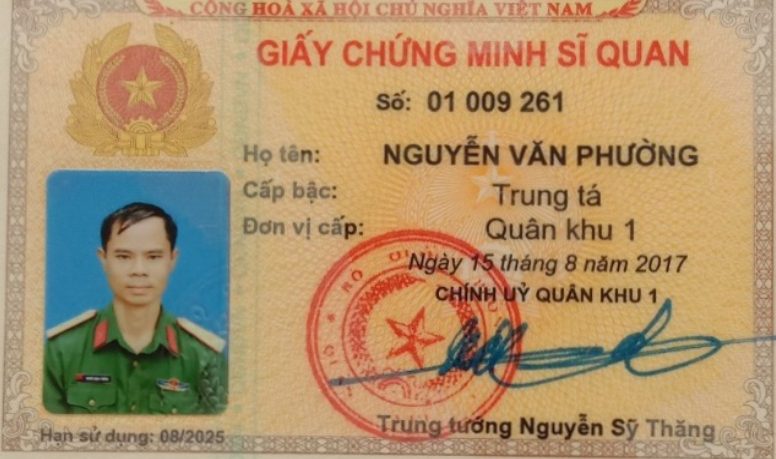 CỘNG HOÀ XÃ HỘI CHỦ NGHĨA VIỆT NAM
GIẤY CHỨNG MINH SĨ QUAN
Số: 01 009 261
Họ tên: NGUYỄN VĂN PHƯỜNG
Cấp bậc: Trung tá
Đơn vị cấp: Quân khu 1
Ngày 15 tháng 8 năm 2017
CHÍNH UỶ QUÂN KHU 1
Trung tướng Nguyễn Sỹ Thăng
Hạn sử dụng: 08/2025